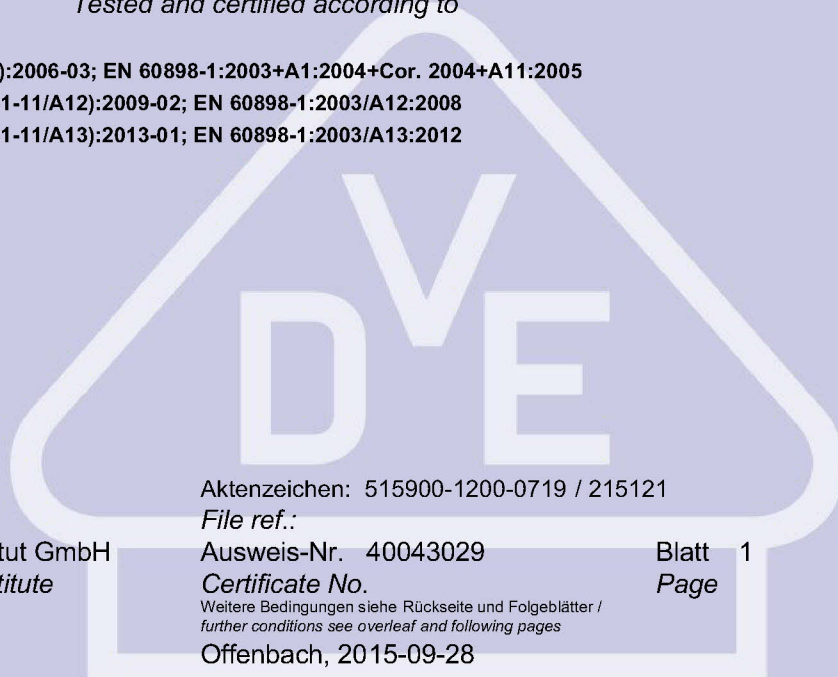 Tested and certified according to
):2006-03; EN 60898-1:2003+A1:2004+Cor. 2004+A11:2005
1-11/A12):2009-02; EN 60898-1:2003/A12:2008
1-11/A13):2013-01; EN 60898-1:2003/A13:2012
DVE
Aktenzeichen: 515900-1200-0719 / 215121
File ref.:
tut GmbH Ausweis-Nr. 40043029 Blatt 1
titute Certificate No. Page
Weitere Bedingungen siehe Rückseite und Folgeblätter /
further conditions see overleaf and following pages
Offenbach, 2015-09-28